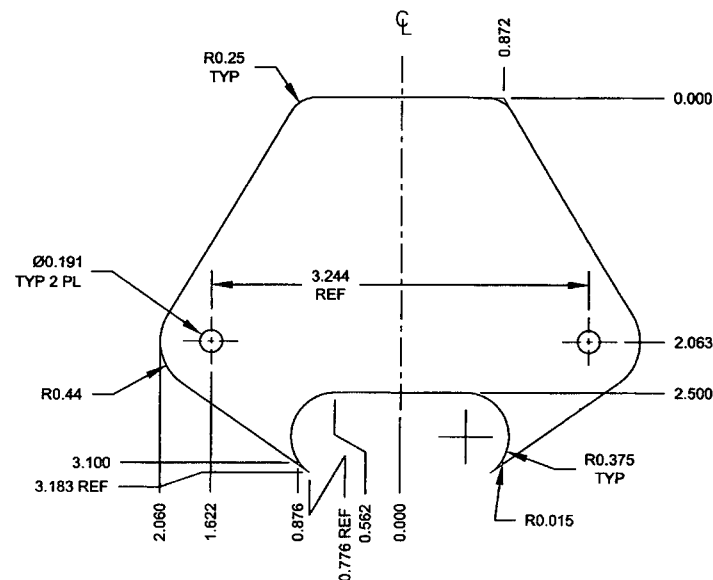 ℄
0.872
R0.25
TYP
0.000
Ø0.191
TYP 2 PL
3.244
REF
2.063
R0.44
2.500
3.100
3.183 REF
R0.375
TYP
R0.015
2.060
1.622
0.876
0.776 REF
0.562
0.000